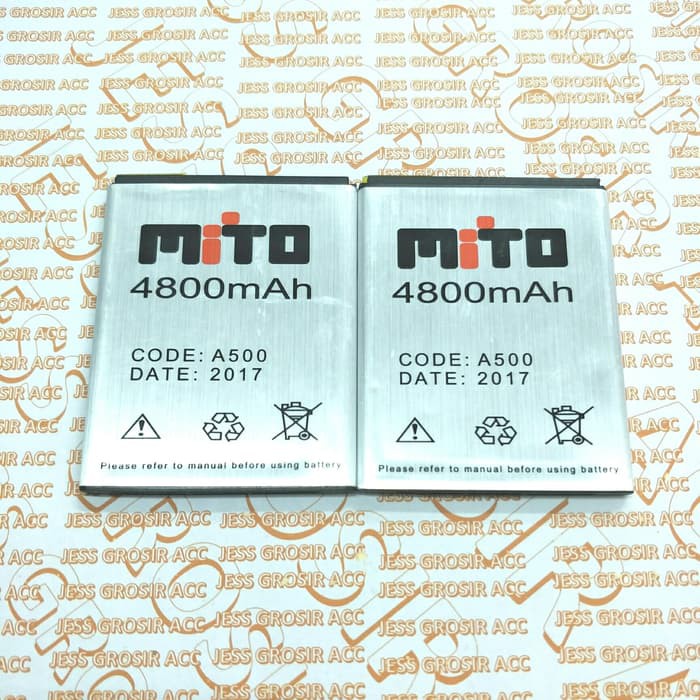 MiTO
4800mAh
CODE: A500
DATE: 2017
Please refer to manual before using battery
MiTO
4800mAh
CODE: A500
DATE: 2017
Please refer to manual before using battery
JESS GROSIR ACC